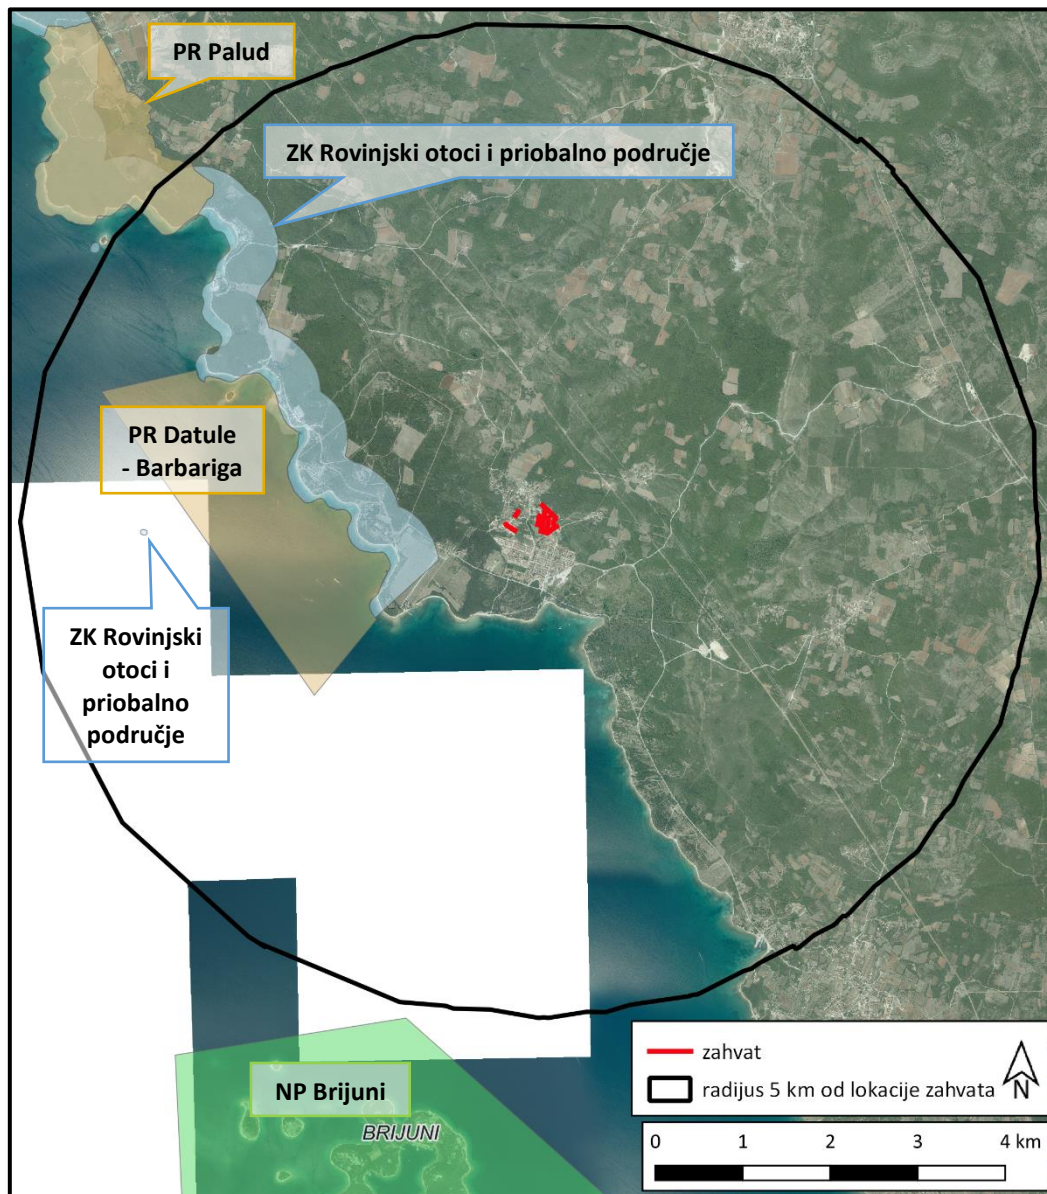 PR Palud
ZK Rovinjski otoci i priobalno područje
PR Datule
- Barbariga
ZK Rovinjski
otoci i
priobalno
područje
NP Brijuni
BRIJUNI
zahvat
radijus 5 km od lokacije zahvata
N
0 1 2 3 4 km